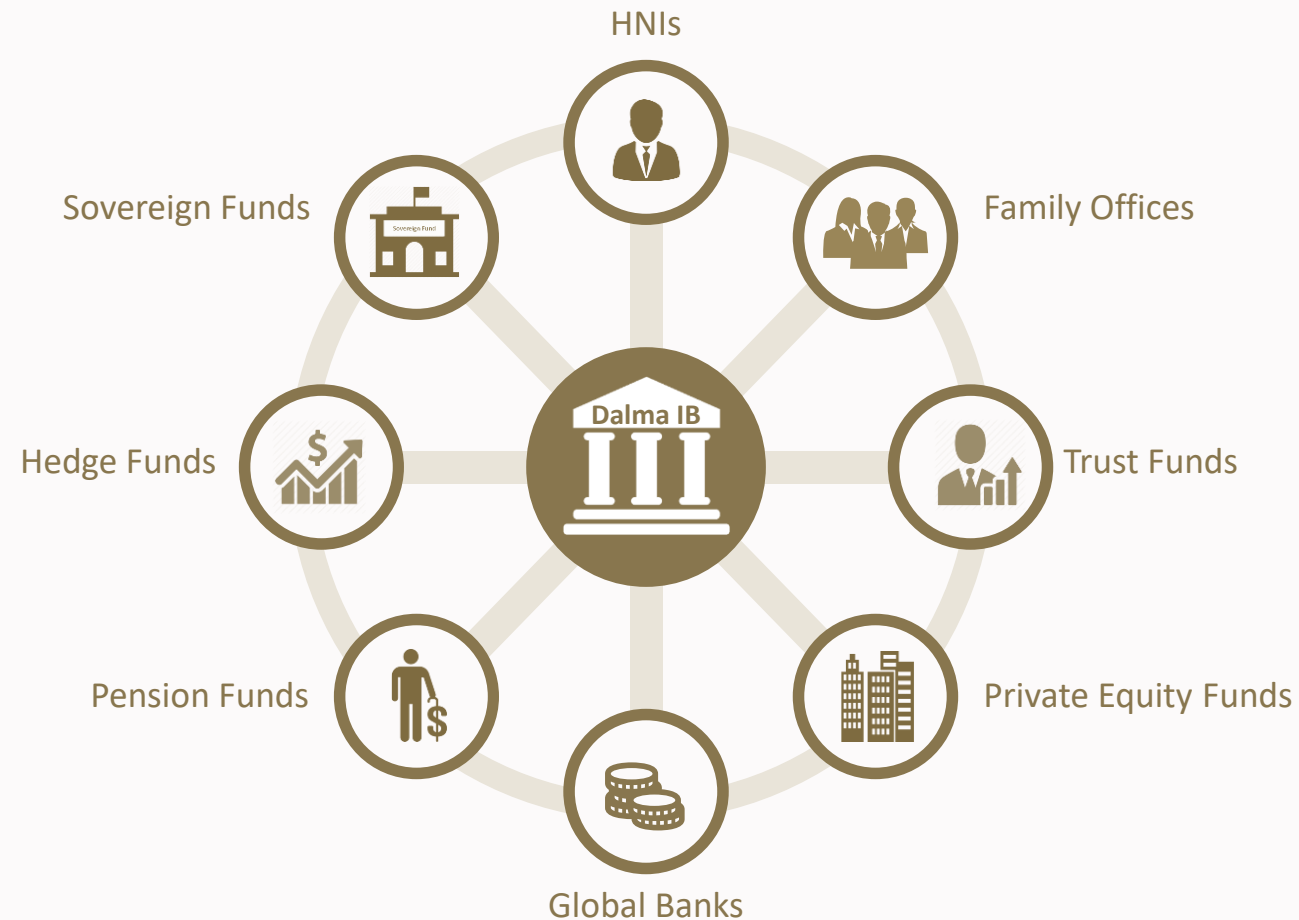 HNIs
Sovereign Funds
Sovereign Fund
Family Offices
Dalma IB
Hedge Funds
$
Trust Funds
Pension Funds
$
Private Equity Funds
Global Banks